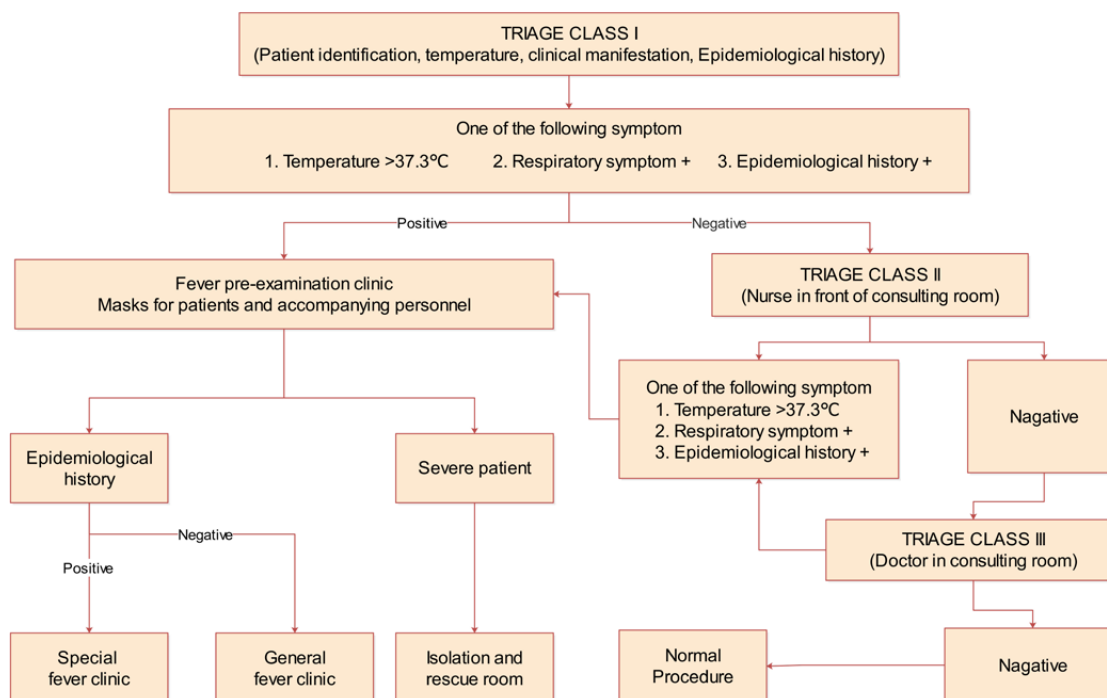 TRIAGE CLASS I
(Patient identification, temperature, clinical manifestation, Epidemiological history)
One of the following symptom
1. Temperature >37.3℃ 2. Respiratory symptom + 3. Epidemiological history +
Positive
Negative
Fever pre-examination clinic
Masks for patients and accompanying personnel
TRIAGE CLASS II
(Nurse in front of consulting room)
One of the following symptom
1. Temperature >37.3℃
2. Respiratory symptom +
3. Epidemiological history +
Nagative
Epidemiological
history
Severe patient
TRIAGE CLASS III
(Doctor in consulting room)
Negative
Positive
Special
fever clinic
General
fever clinic
Isolation and
rescue room
Normal
Procedure
Nagative